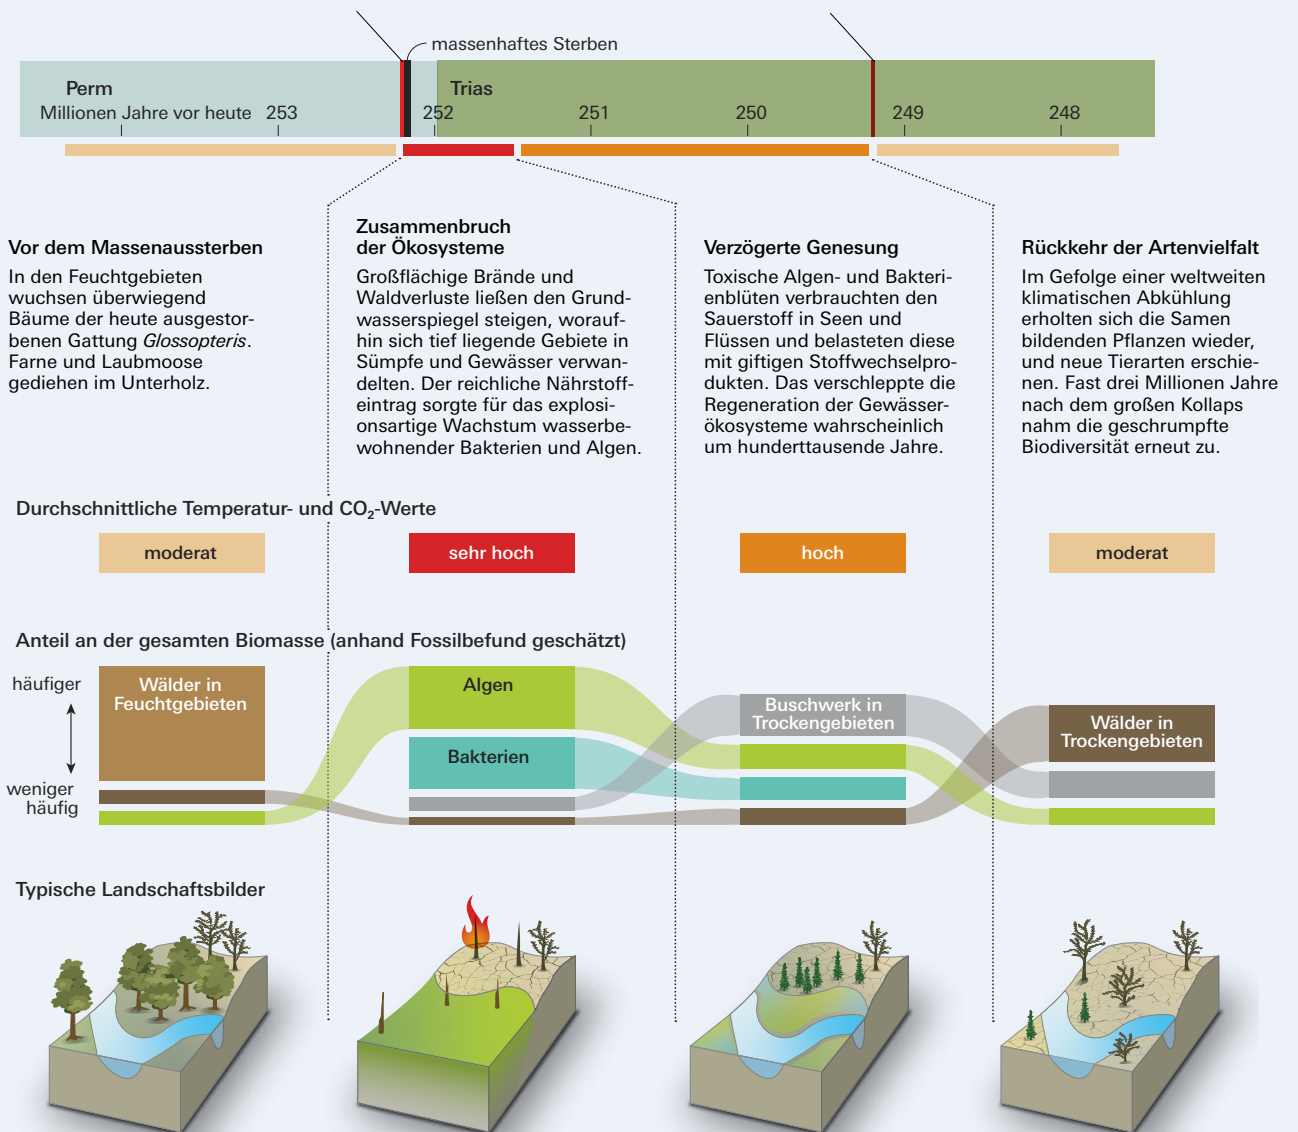 massenhaftes Sterben
Perm
Trias
Millionen Jahre vor heute 253 252 251 250 249 248
Vor dem Massenaussterben
In den Feuchtgebieten
wuchsen überwiegend
Bäume der heute ausgestor-
benen Gattung Glossopteris.
Farne und Laubmoose
gediehen im Unterholz.
Zusammenbruch
der Ökosysteme
Großflächige Brände und
Waldverluste ließen den Grund-
wasserspiegel steigen, worauf-
hin sich tief liegende Gebiete in
Sümpfe und Gewässer verwan-
delten. Der reichliche Nährstoff-
eintrag sorgte für das explosi-
onsartige Wachstum wasserbe-
wohnender Bakterien und Algen.
Verzögerte Genesung
Toxische Algen- und Bakteri-
enblüten verbrauchten den
Sauerstoff in Seen und
Flüssen und belasteten diese
mit giftigen Stoffwechselpro-
dukten. Das verschleppte die
Regeneration der Gewässer-
ökosysteme wahrscheinlich
um hunderttausende Jahre.
Rückkehr der Artenvielfalt
Im Gefolge einer weltweiten
klimatischen Abkühlung
erholten sich die Samen
bildenden Pflanzen wieder,
und neue Tierarten erschie-
nen. Fast drei Millionen Jahre
nach dem großen Kollaps
nahm die geschrumpfte
Biodiversität erneut zu.
Durchschnittliche Temperatur- und CO₂-Werte
moderat
sehr hoch
hoch
moderat
Anteil an der gesamten Biomasse (anhand Fossilbefund geschätzt)
häufiger
weniger
häufig
Wälder in
Feuchtgebieten
Algen
Bakterien
Buschwerk in
Trockengebieten
Wälder in
Trockengebieten
Typische Landschaftsbilder